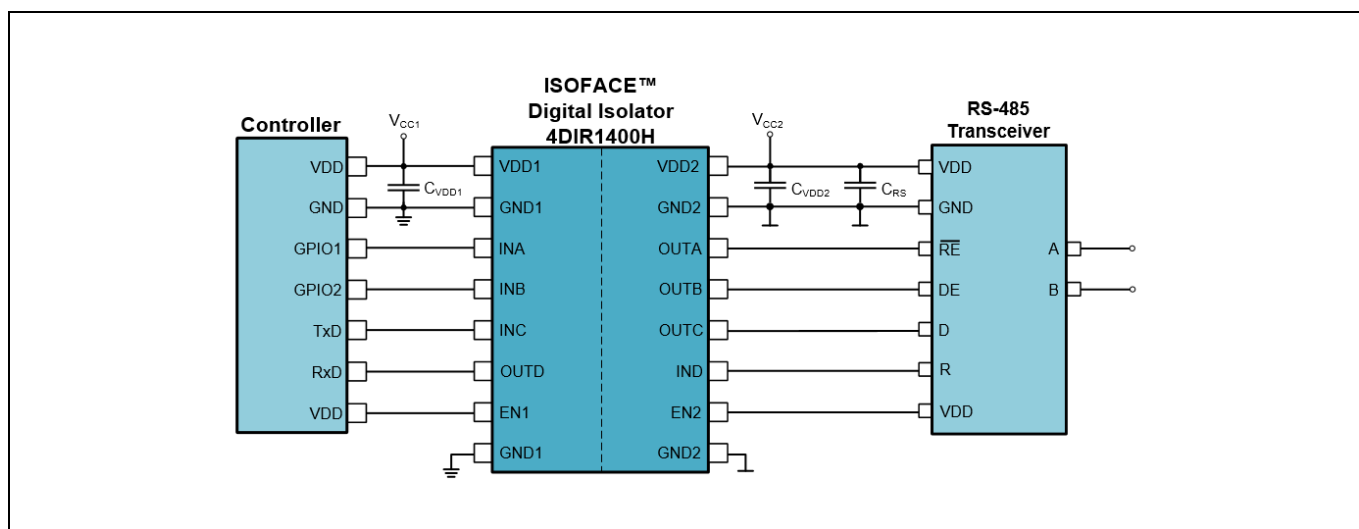 ISOFACE™
Digital Isolator
4DIR1400H
Controller
RS-485
Transceiver
VCC1
VCC2
VDD
VDD1
VDD2
VDD
CVDD1
CVDD2
CRS
GND
GND1
GND2
GND
GPIO1
INA
OUTA
R̅E̅
A
GPIO2
INB
OUTB
DE
B
TxD
INC
OUTC
D
RxD
OUTD
IND
R
VDD
EN1
EN2
VDD
GND1
GND2